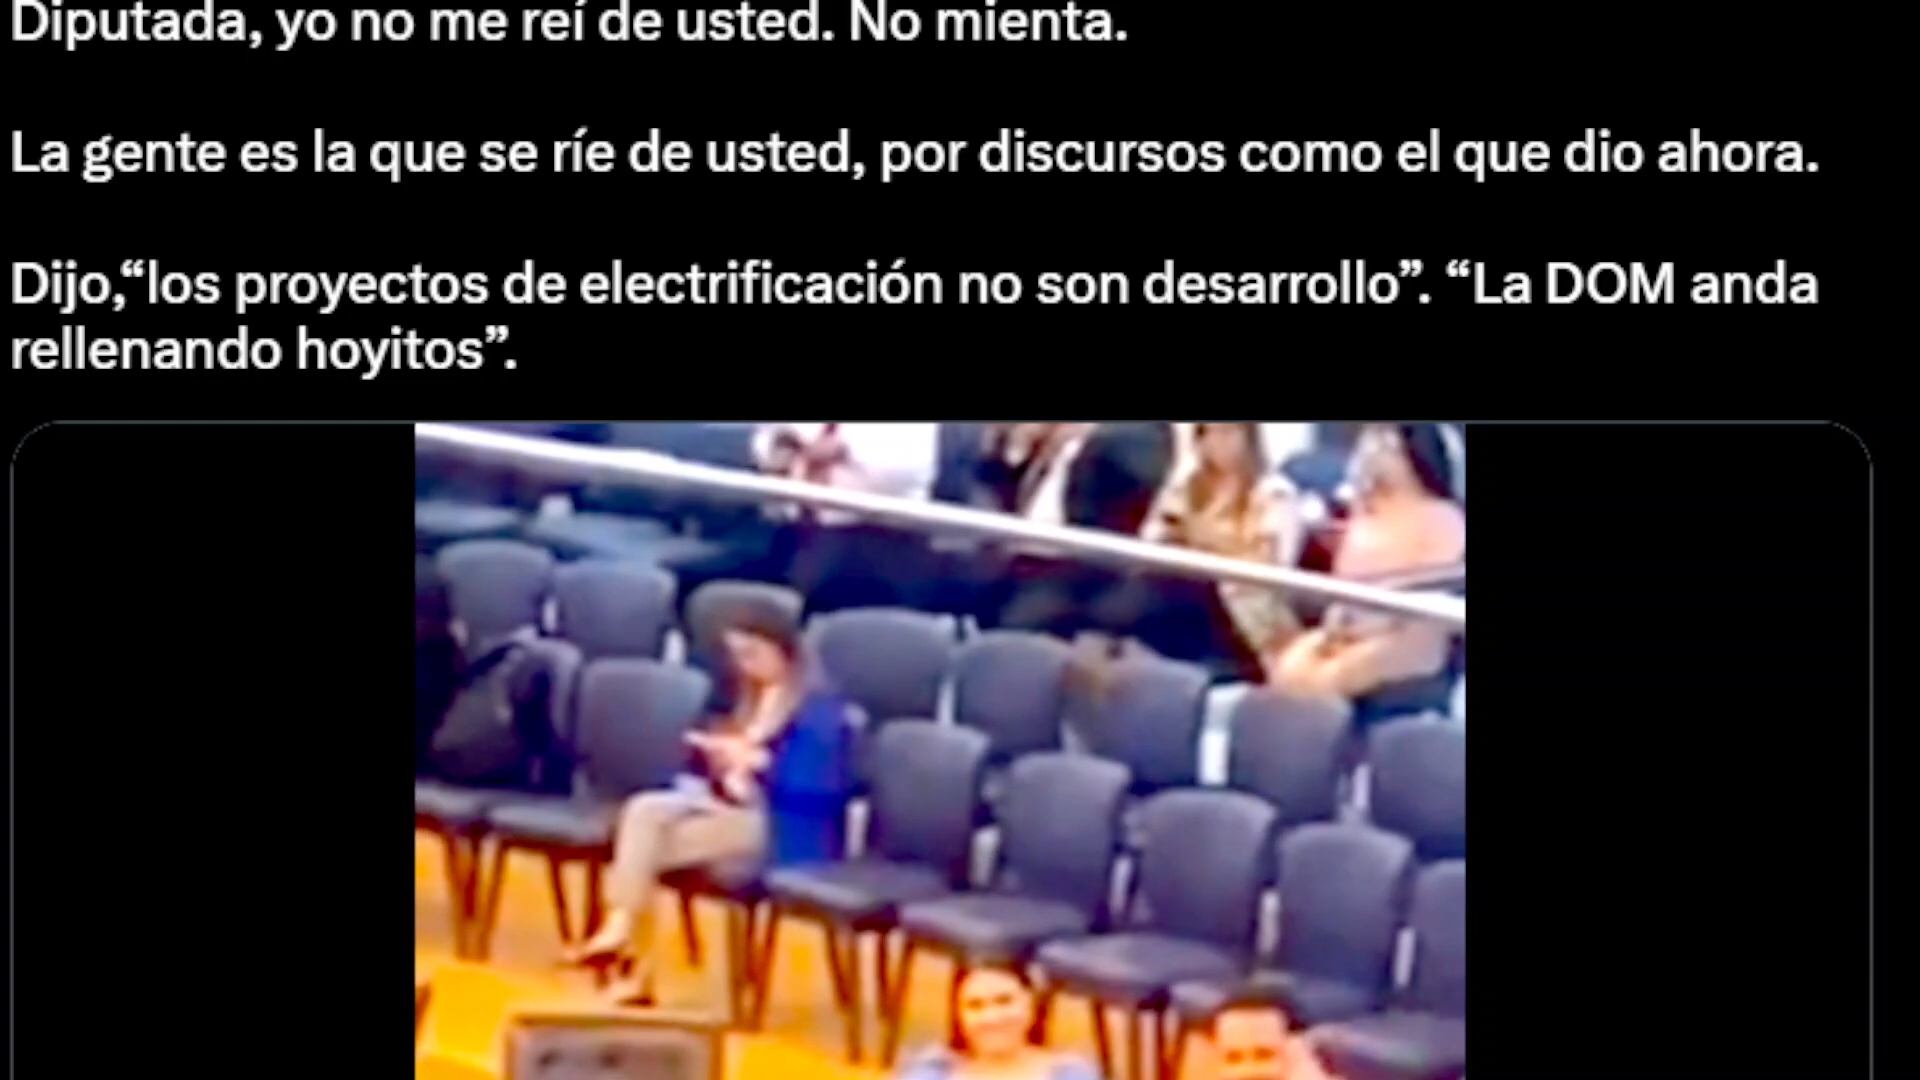 Diputada, yo no me reí de usted. No mienta.
La gente es la que se ríe de usted, por discursos como el que dio ahora.
Dijo,“los proyectos de electrificación no son desarrollo”. “La DOM anda
rellenando hoyitos”.